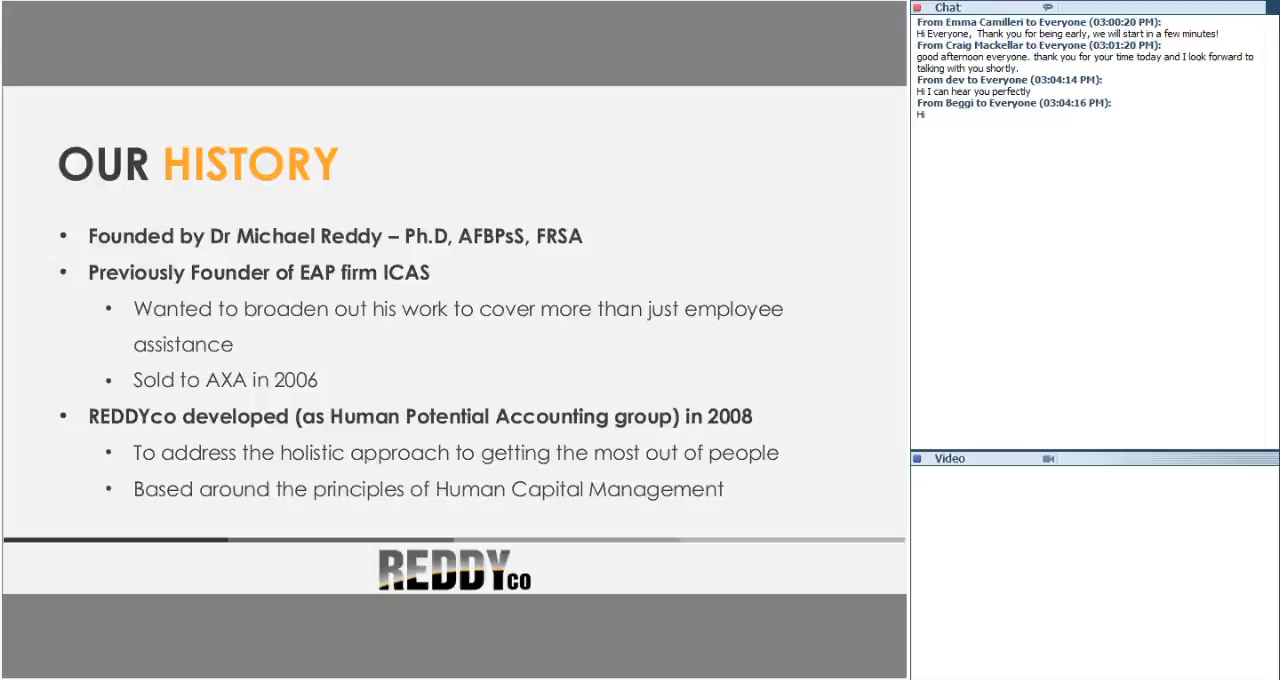 OUR HISTORY
• Founded by Dr Michael Reddy – Ph.D, AFBPsS, FRSA
• Previously Founder of EAP firm ICAS
• Wanted to broaden out his work to cover more than just employee
assistance
• Sold to AXA in 2006
• REDDYco developed (as Human Potential Accounting group) in 2008
• To address the holistic approach to getting the most out of people
• Based around the principles of Human Capital Management
REDDYco
Chat
From Emma Camilleri to Everyone (03:00:20 PM):
Hi Everyone, Thank you for being early, we will start in a few minutes!
From Craig Mackellar to Everyone (03:01:20 PM):
good afternoon everyone. thank you for your time today and I look forward to
talking with you shortly.
From dev to Everyone (03:04:14 PM):
Hi I can hear you perfectly
From Beggi to Everyone (03:04:16 PM):
Hi
Video